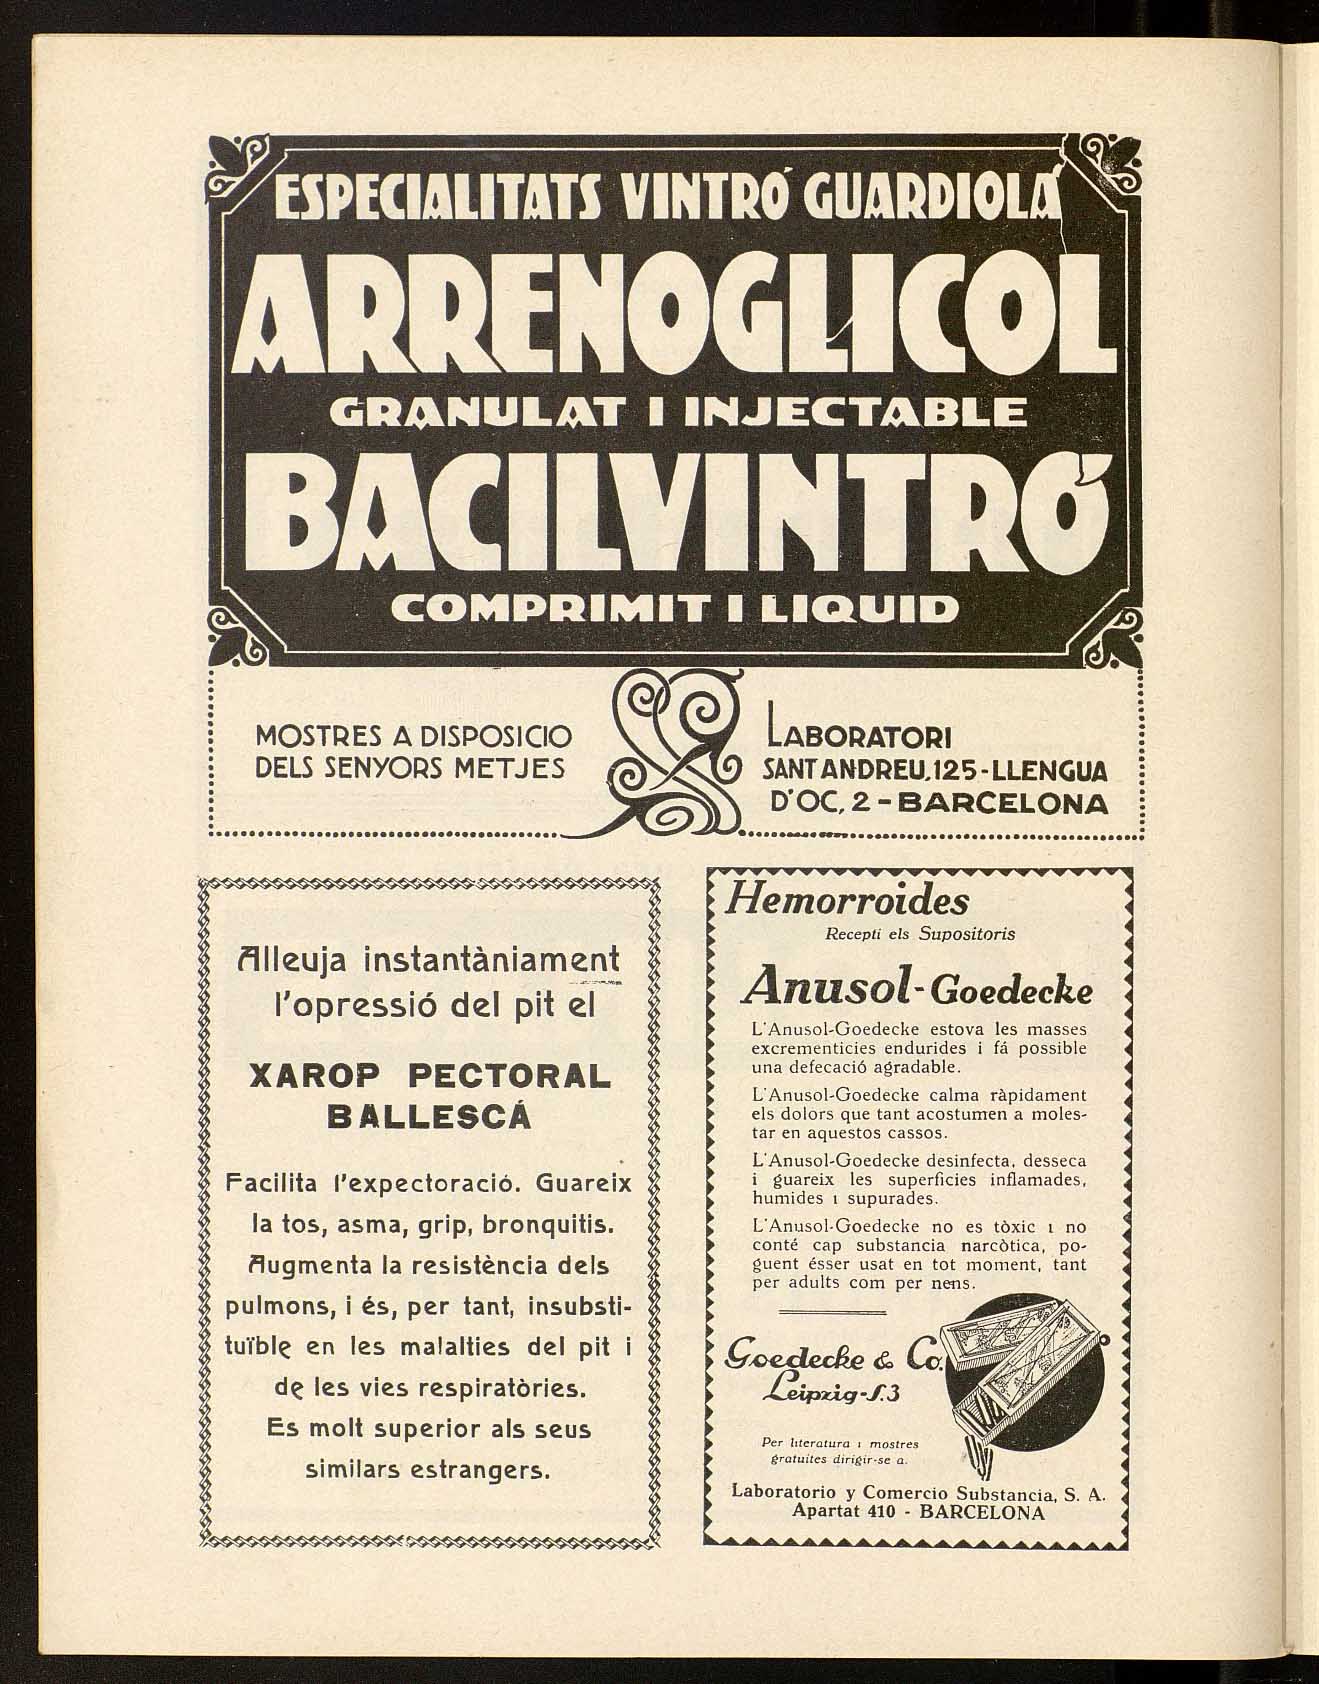 ESPECIALITATS VINTRÓ GUARDIOLA
ARRENOGLICOL
GRANULAT I INJECTABLE
BACILVINTRÓ
COMPRIMIT I LIQUID
MOSTRES A DISPOSICIO
DELS SENYORS METJES
LABORATORI
SANT ANDREU, 125 - LLENGUA
D'OC, 2 - BARCELONA
Alleuja instantàniament
l'opressió del pit el
XAROP PECTORAL
BALLESCÁ
Facilita l'expectoració. Guareix
la tos, asma, grip, bronquitis.
Augmenta la resistència dels
pulmons, i és, per tant, insubsti-
tuïble en les malalties del pit i
de les vies respiratòries.
Es molt superior als seus
similars estrangers.
Hemorroides
Recepti els Supositoris
Anusol-Goedecke
L'Anusol-Goedecke estova les masses
excrementicies endurides i fá possible
una defecació agradable.
L'Anusol-Goedecke calma ràpidament
els dolors que tant acostumen a moles-
tar en aquestos cassos.
L'Anusol-Goedecke desinfecta, desseca
i guareix les superficies inflamades,
humides i supurades.
L'Anusol-Goedecke no es tòxic i no
conté cap substancia narcòtica, po-
guent ésser usat en tot moment, tant
per adults com per nens.
Goedecke & Co.
Leipzig-S.3
Per literatura i mostres
gratuites dirigir-se a.
Laboratorio y Comercio Substancia, S. A.
Apartat 410 - BARCELONA